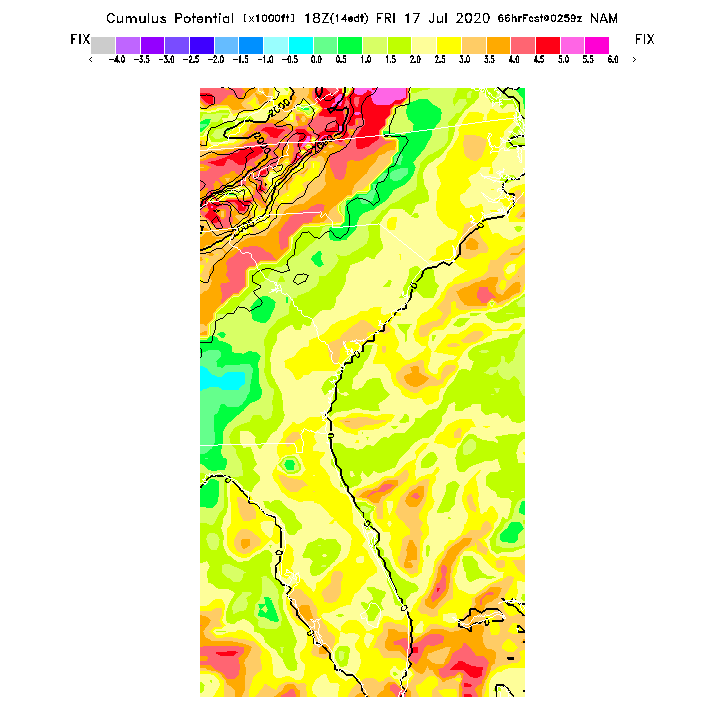 Cumulus Potential [x1000ft] 18Z(14edt) FRI 17 Jul 2020 66hrFcst@0259z NAM
FIX FIX
< -4.0 -3.5 -3.0 -2.5 -2.0 -1.5 -1.0 -0.5 0.0 0.5 1.0 1.5 2.0 2.5 3.0 3.5 4.0 4.5 5.0 5.5 6.0 >
2000